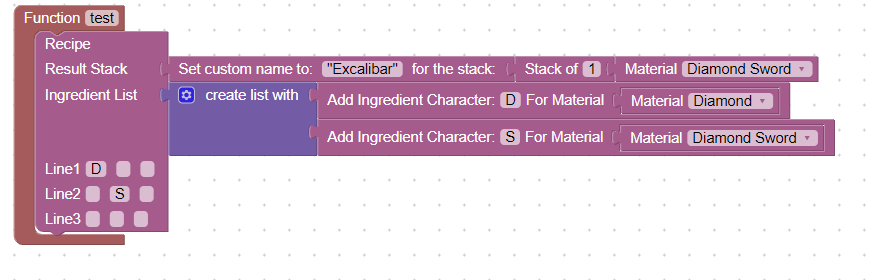 Function test
Recipe
Result Stack Set custom name to: "Excalibar" for the stack: Stack of 1 Material Diamond Sword
Ingredient List create list with Add Ingredient Character: D For Material Material Diamond
Add Ingredient Character: S For Material Material Diamond Sword
Line1 D
Line2 S
Line3